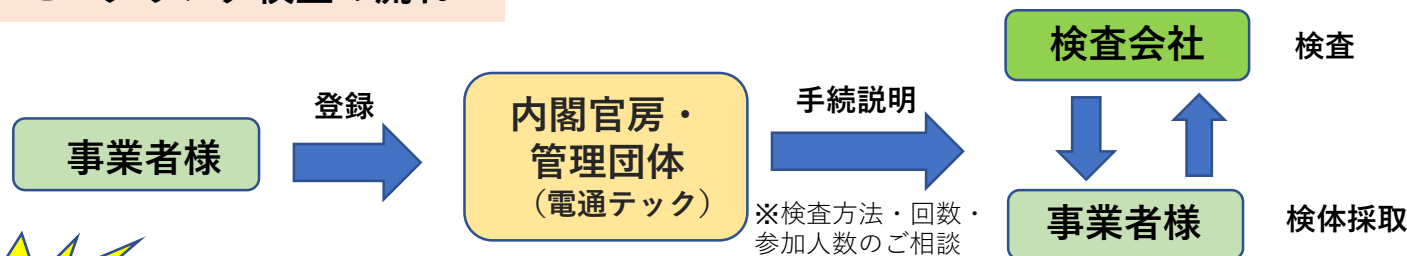 検査会社
検査
登録
内閣官房・
管理団体
（電通テック）
手続説明
事業者様
※検査方法・回数・
参加人数のご相談
事業者様
検体採取